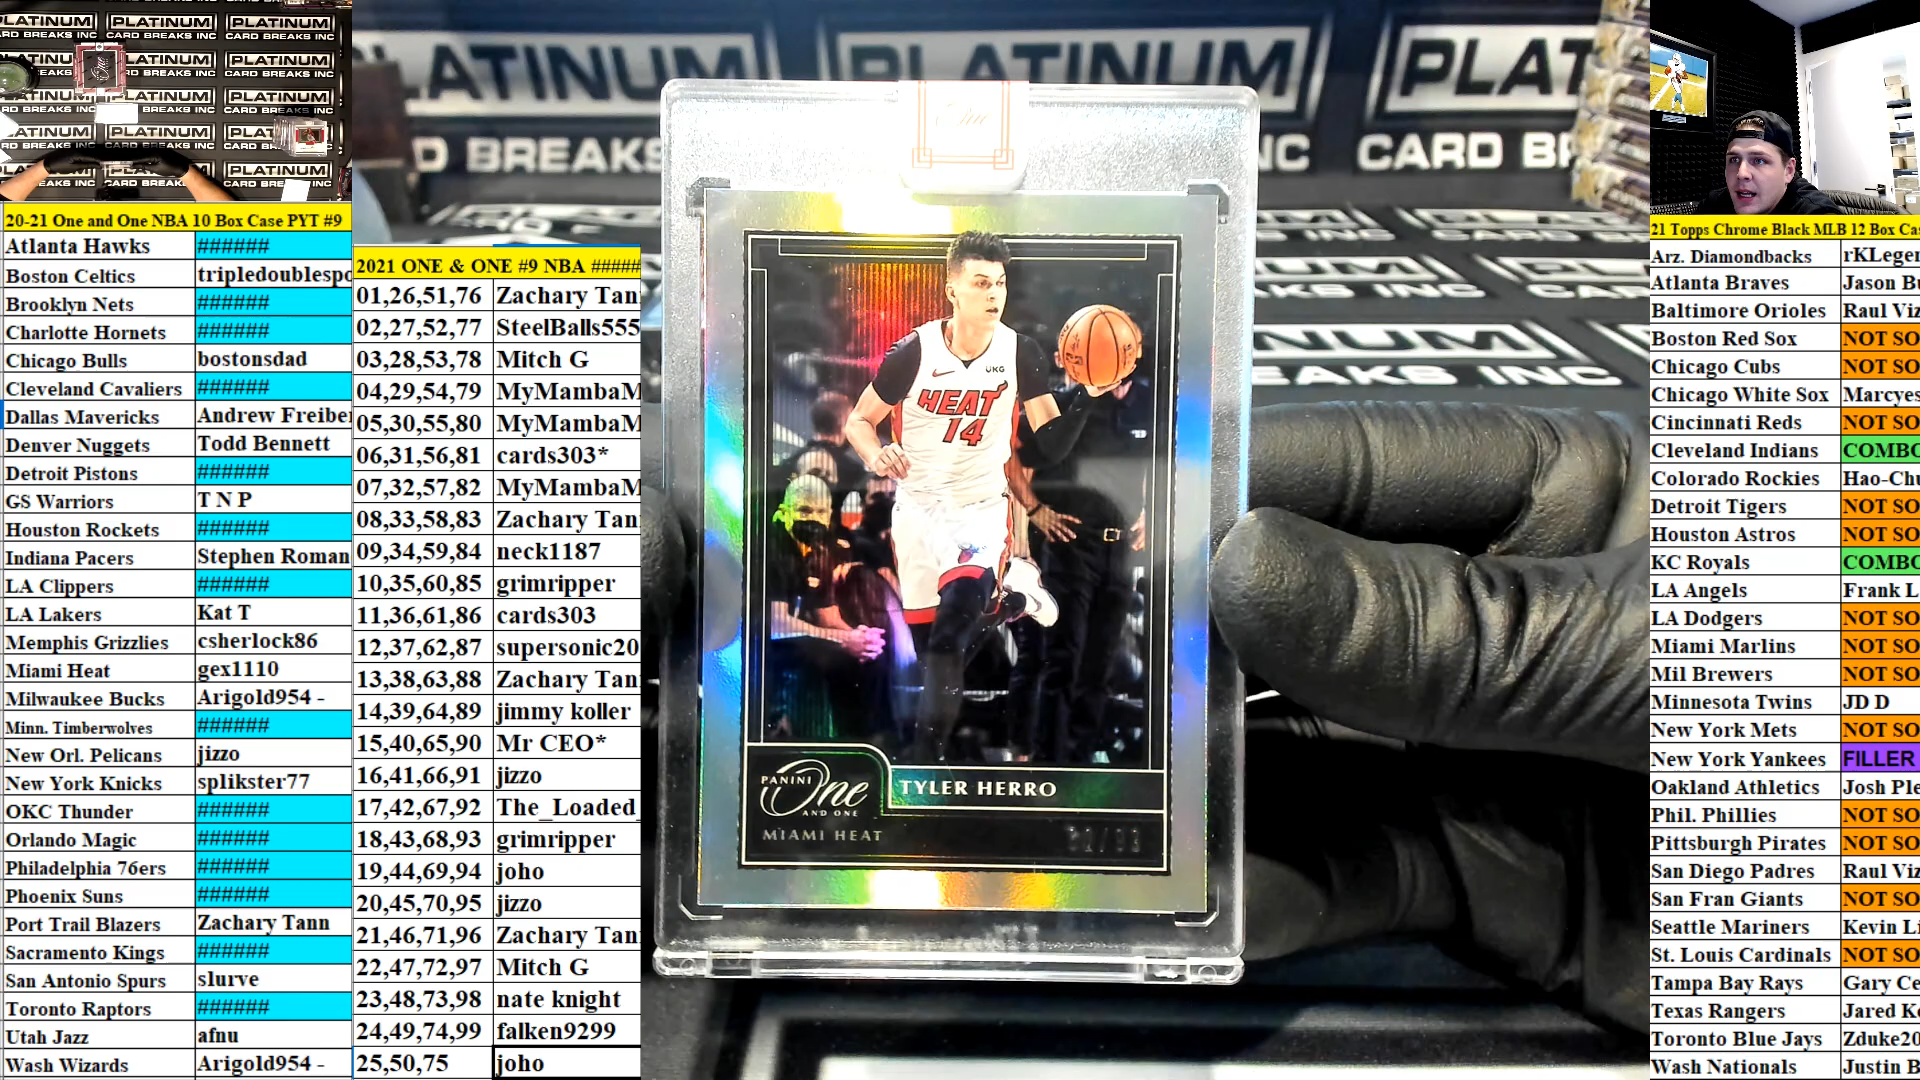 PLATINUM
CARD BREAKS INC
20-21 One and One NBA 10 Box Case PYT #9
Atlanta Hawks ######
Boston Celtics tripledoublespo
Brooklyn Nets ######
Charlotte Hornets ######
Chicago Bulls bostonsdad
Cleveland Cavaliers ######
Dallas Mavericks Andrew Freiber
Denver Nuggets Todd Bennett
Detroit Pistons ######
GS Warriors T N P
Houston Rockets ######
Indiana Pacers Stephen Roman
LA Clippers ######
LA Lakers Kat T
Memphis Grizzlies csherlock86
Miami Heat gex1110
Milwaukee Bucks Arigold954 -
Minn. Timberwolves ######
New Orl. Pelicans jizzo
New York Knicks splikster77
OKC Thunder ######
Orlando Magic ######
Philadelphia 76ers ######
Phoenix Suns ######
Port Trail Blazers Zachary Tann
Sacramento Kings ######
San Antonio Spurs slurve
Toronto Raptors ######
Utah Jazz afnu
Wash Wizards Arigold954 -
2021 ONE & ONE #9 NBA #####
01,26,51,76 Zachary Tan
02,27,52,77 SteelBalls555
03,28,53,78 Mitch G
04,29,54,79 MyMambaM
05,30,55,80 MyMambaM
06,31,56,81 cards303*
07,32,57,82 MyMambaM
08,33,58,83 Zachary Tan
09,34,59,84 neck1187
10,35,60,85 grimripper
11,36,61,86 cards303
12,37,62,87 supersonic20
13,38,63,88 Zachary Tan
14,39,64,89 jimmy koller
15,40,65,90 Mr CEO*
16,41,66,91 jizzo
17,42,67,92 The_Loaded_
18,43,68,93 grimripper
19,44,69,94 joho
20,45,70,95 jizzo
21,46,71,96 Zachary Tan
22,47,72,97 Mitch G
23,48,73,98 nate knight
24,49,74,99 falken9299
25,50,75 joho
PLATINUM
CARD BREAKS INC
One
UKG
HEAT
14
PANINI
One
AND ONE
TYLER HERRO
MIAMI HEAT
21 Topps Chrome Black MLB 12 Box Cas
Arz. Diamondbacks rKLegen
Atlanta Braves Jason Bu
Baltimore Orioles Raul Viz
Boston Red Sox NOT SO
Chicago Cubs NOT SO
Chicago White Sox Marcyes
Cincinnati Reds NOT SO
Cleveland Indians COMBO
Colorado Rockies Hao-Chu
Detroit Tigers NOT SO
Houston Astros NOT SO
KC Royals COMBO
LA Angels Frank L
LA Dodgers NOT SO
Miami Marlins NOT SO
Mil Brewers NOT SO
Minnesota Twins JD D
New York Mets NOT SO
New York Yankees FILLER
Oakland Athletics Josh Ple
Phil. Phillies NOT SO
Pittsburgh Pirates NOT SO
San Diego Padres Raul Viz
San Fran Giants NOT SO
Seattle Mariners Kevin Li
St. Louis Cardinals NOT SO
Tampa Bay Rays Gary Ce
Texas Rangers Jared Ko
Toronto Blue Jays Zduke20
Wash Nationals Justin B